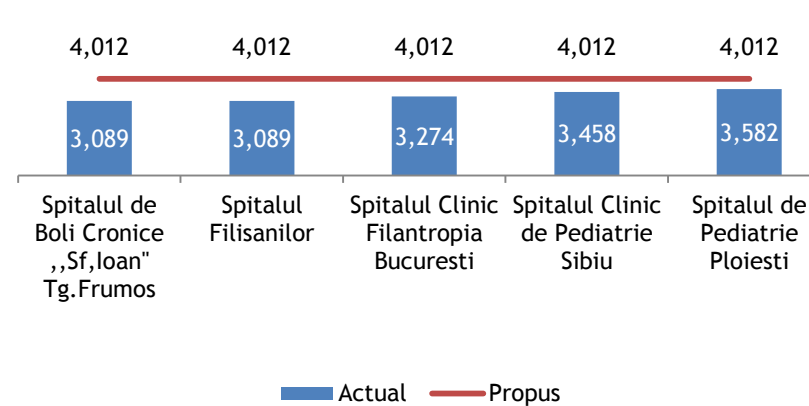 4,012 4,012 4,012 4,012 4,012
3,089 3,089 3,274 3,458 3,582
Spitalul de
Boli Cronice
,,Sf,Ioan"
Tg.Frumos
Spitalul
Filisanilor
Spitalul Clinic
Filantropia
Bucuresti
Spitalul Clinic
de Pediatrie
Sibiu
Spitalul de
Pediatrie
Ploiesti
Actual Propus